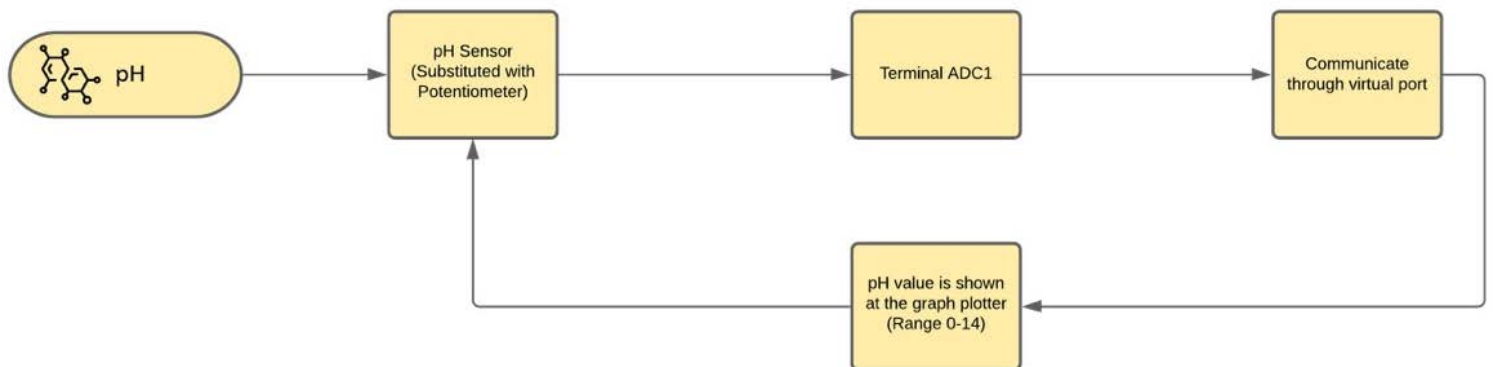 pH
pH Sensor
(Substituted with
Potentiometer)
Terminal ADC1
Communicate
through virtual port
pH value is shown
at the graph plotter
(Range 0-14)